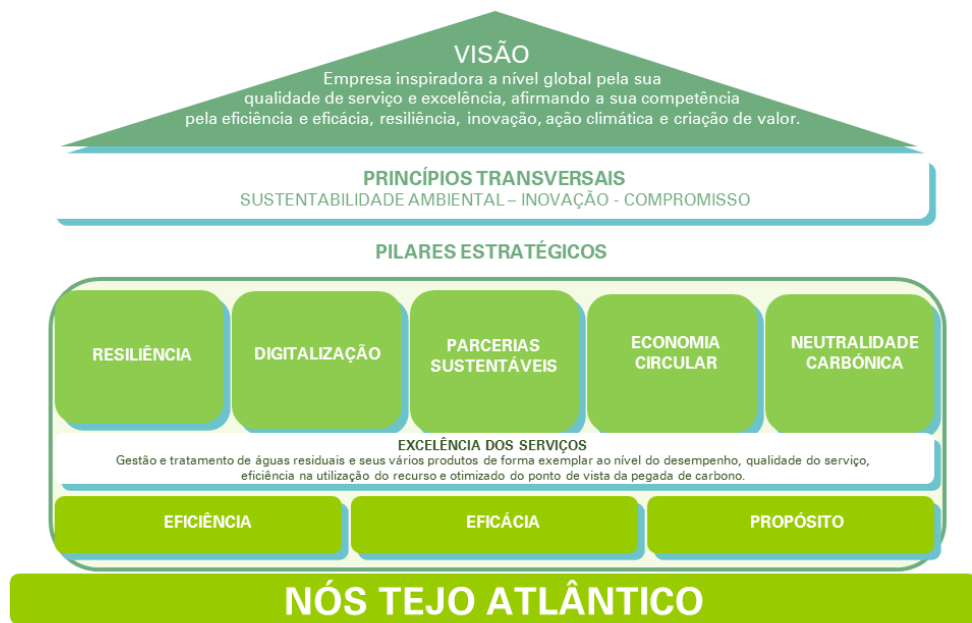 VISÃO
Empresa inspiradora a nível global pela sua
qualidade de serviço e excelência, afirmando a sua competência
pela eficiência e eficácia, resiliência, inovação, ação climática e criação de valor.
PRINCÍPIOS TRANSVERSAIS
SUSTENTABILIDADE AMBIENTAL – INOVAÇÃO - COMPROMISSO
PILARES ESTRATÉGICOS
RESILIÊNCIA
DIGITALIZAÇÃO
PARCERIAS
SUSTENTÁVEIS
ECONOMIA
CIRCULAR
NEUTRALIDADE
CARBÓNICA
EXCELÊNCIA DOS SERVIÇOS
Gestão e tratamento de águas residuais e seus vários produtos de forma exemplar ao nível do desempenho, qualidade do serviço,
eficiência na utilização do recurso e otimizado do ponto de vista da pegada de carbono.
EFICIÊNCIA
EFICÁCIA
PROPÓSITO
NÓS TEJO ATLÂNTICO